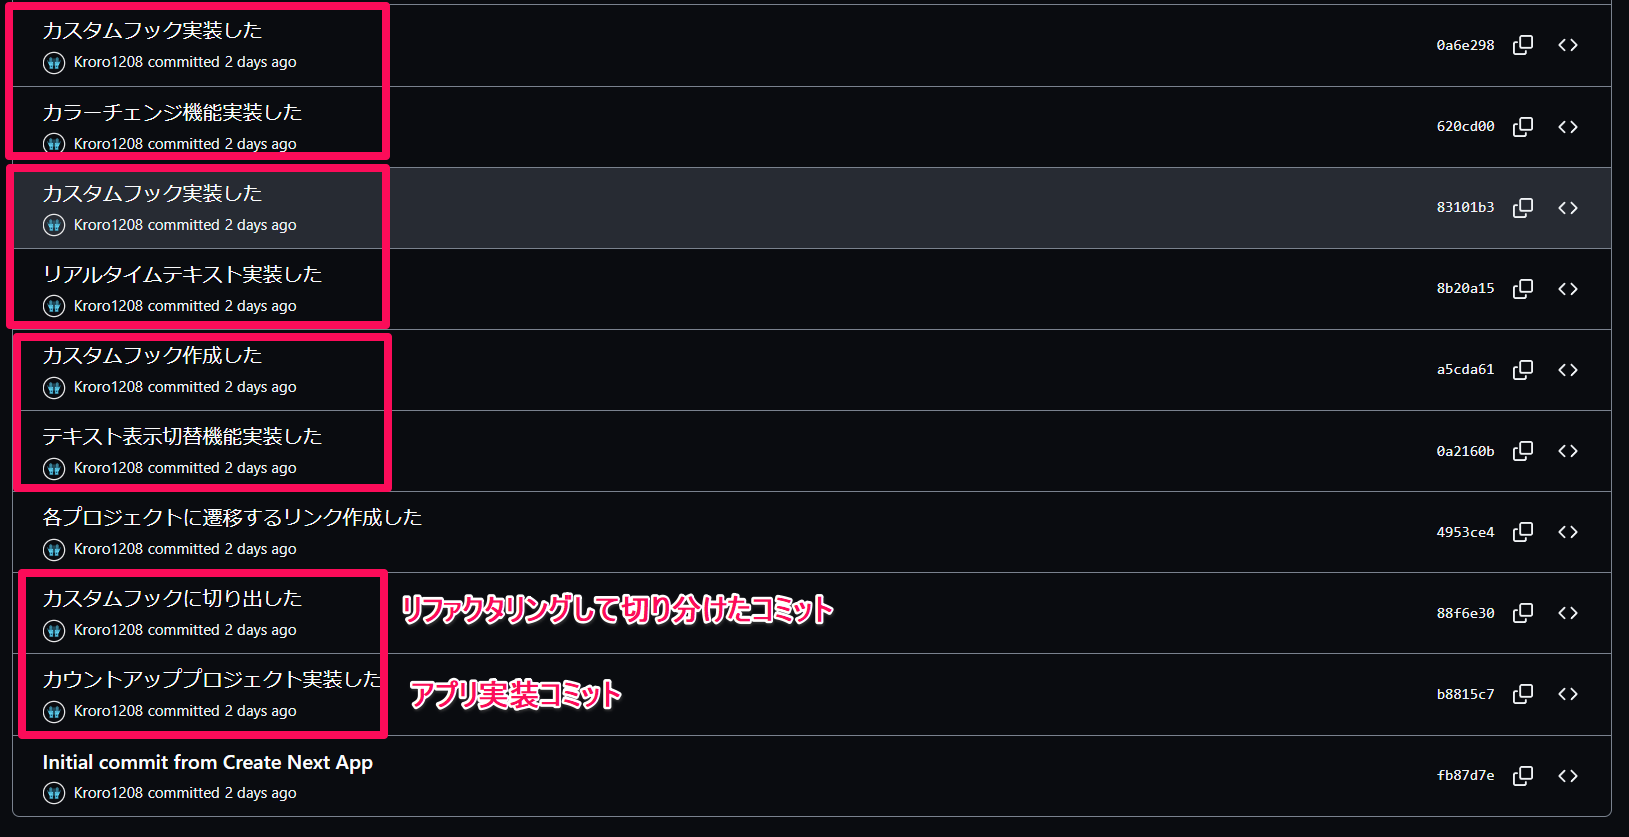 カスタムフック実装した
Kroro1208 committed 2 days ago
0a6e298
カラーチェンジ機能実装した
Kroro1208 committed 2 days ago
620cd00
カスタムフック実装した
Kroro1208 committed 2 days ago
83101b3
リアルタイムテキスト実装した
Kroro1208 committed 2 days ago
8b20a15
カスタムフック作成した
Kroro1208 committed 2 days ago
a5cda61
テキスト表示切替機能実装した
Kroro1208 committed 2 days ago
0a2160b
各プロジェクトに遷移するリンク作成した
Kroro1208 committed 2 days ago
4953ce4
カスタムフックに切り出した
Kroro1208 committed 2 days ago
リファクタリングして切り分けたコミット
88f6e30
カウントアッププロジェクト実装した
Kroro1208 committed 2 days ago
アプリ実装コミット
b8815c7
Initial commit from Create Next App
Kroro1208 committed 2 days ago
fb87d7e